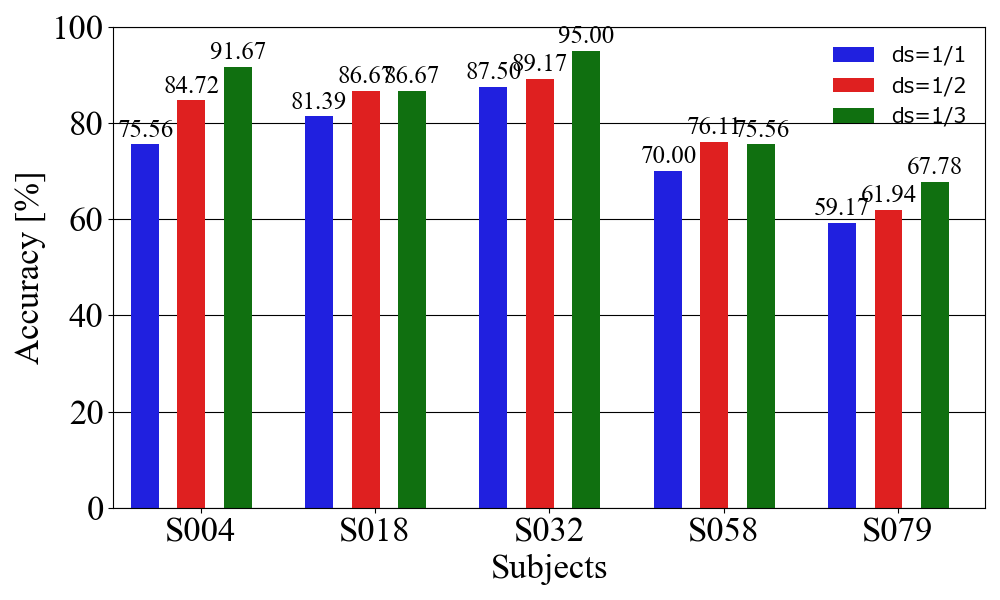 100
80
60
40
20
0
Accuracy [%]
75.56
84.72
91.67
81.39
86.67
86.67
87.50
89.17
95.00
70.00
76.11
75.56
59.17
61.94
67.78
ds=1/1
ds=1/2
ds=1/3
S004
S018
S032
S058
S079
Subjects